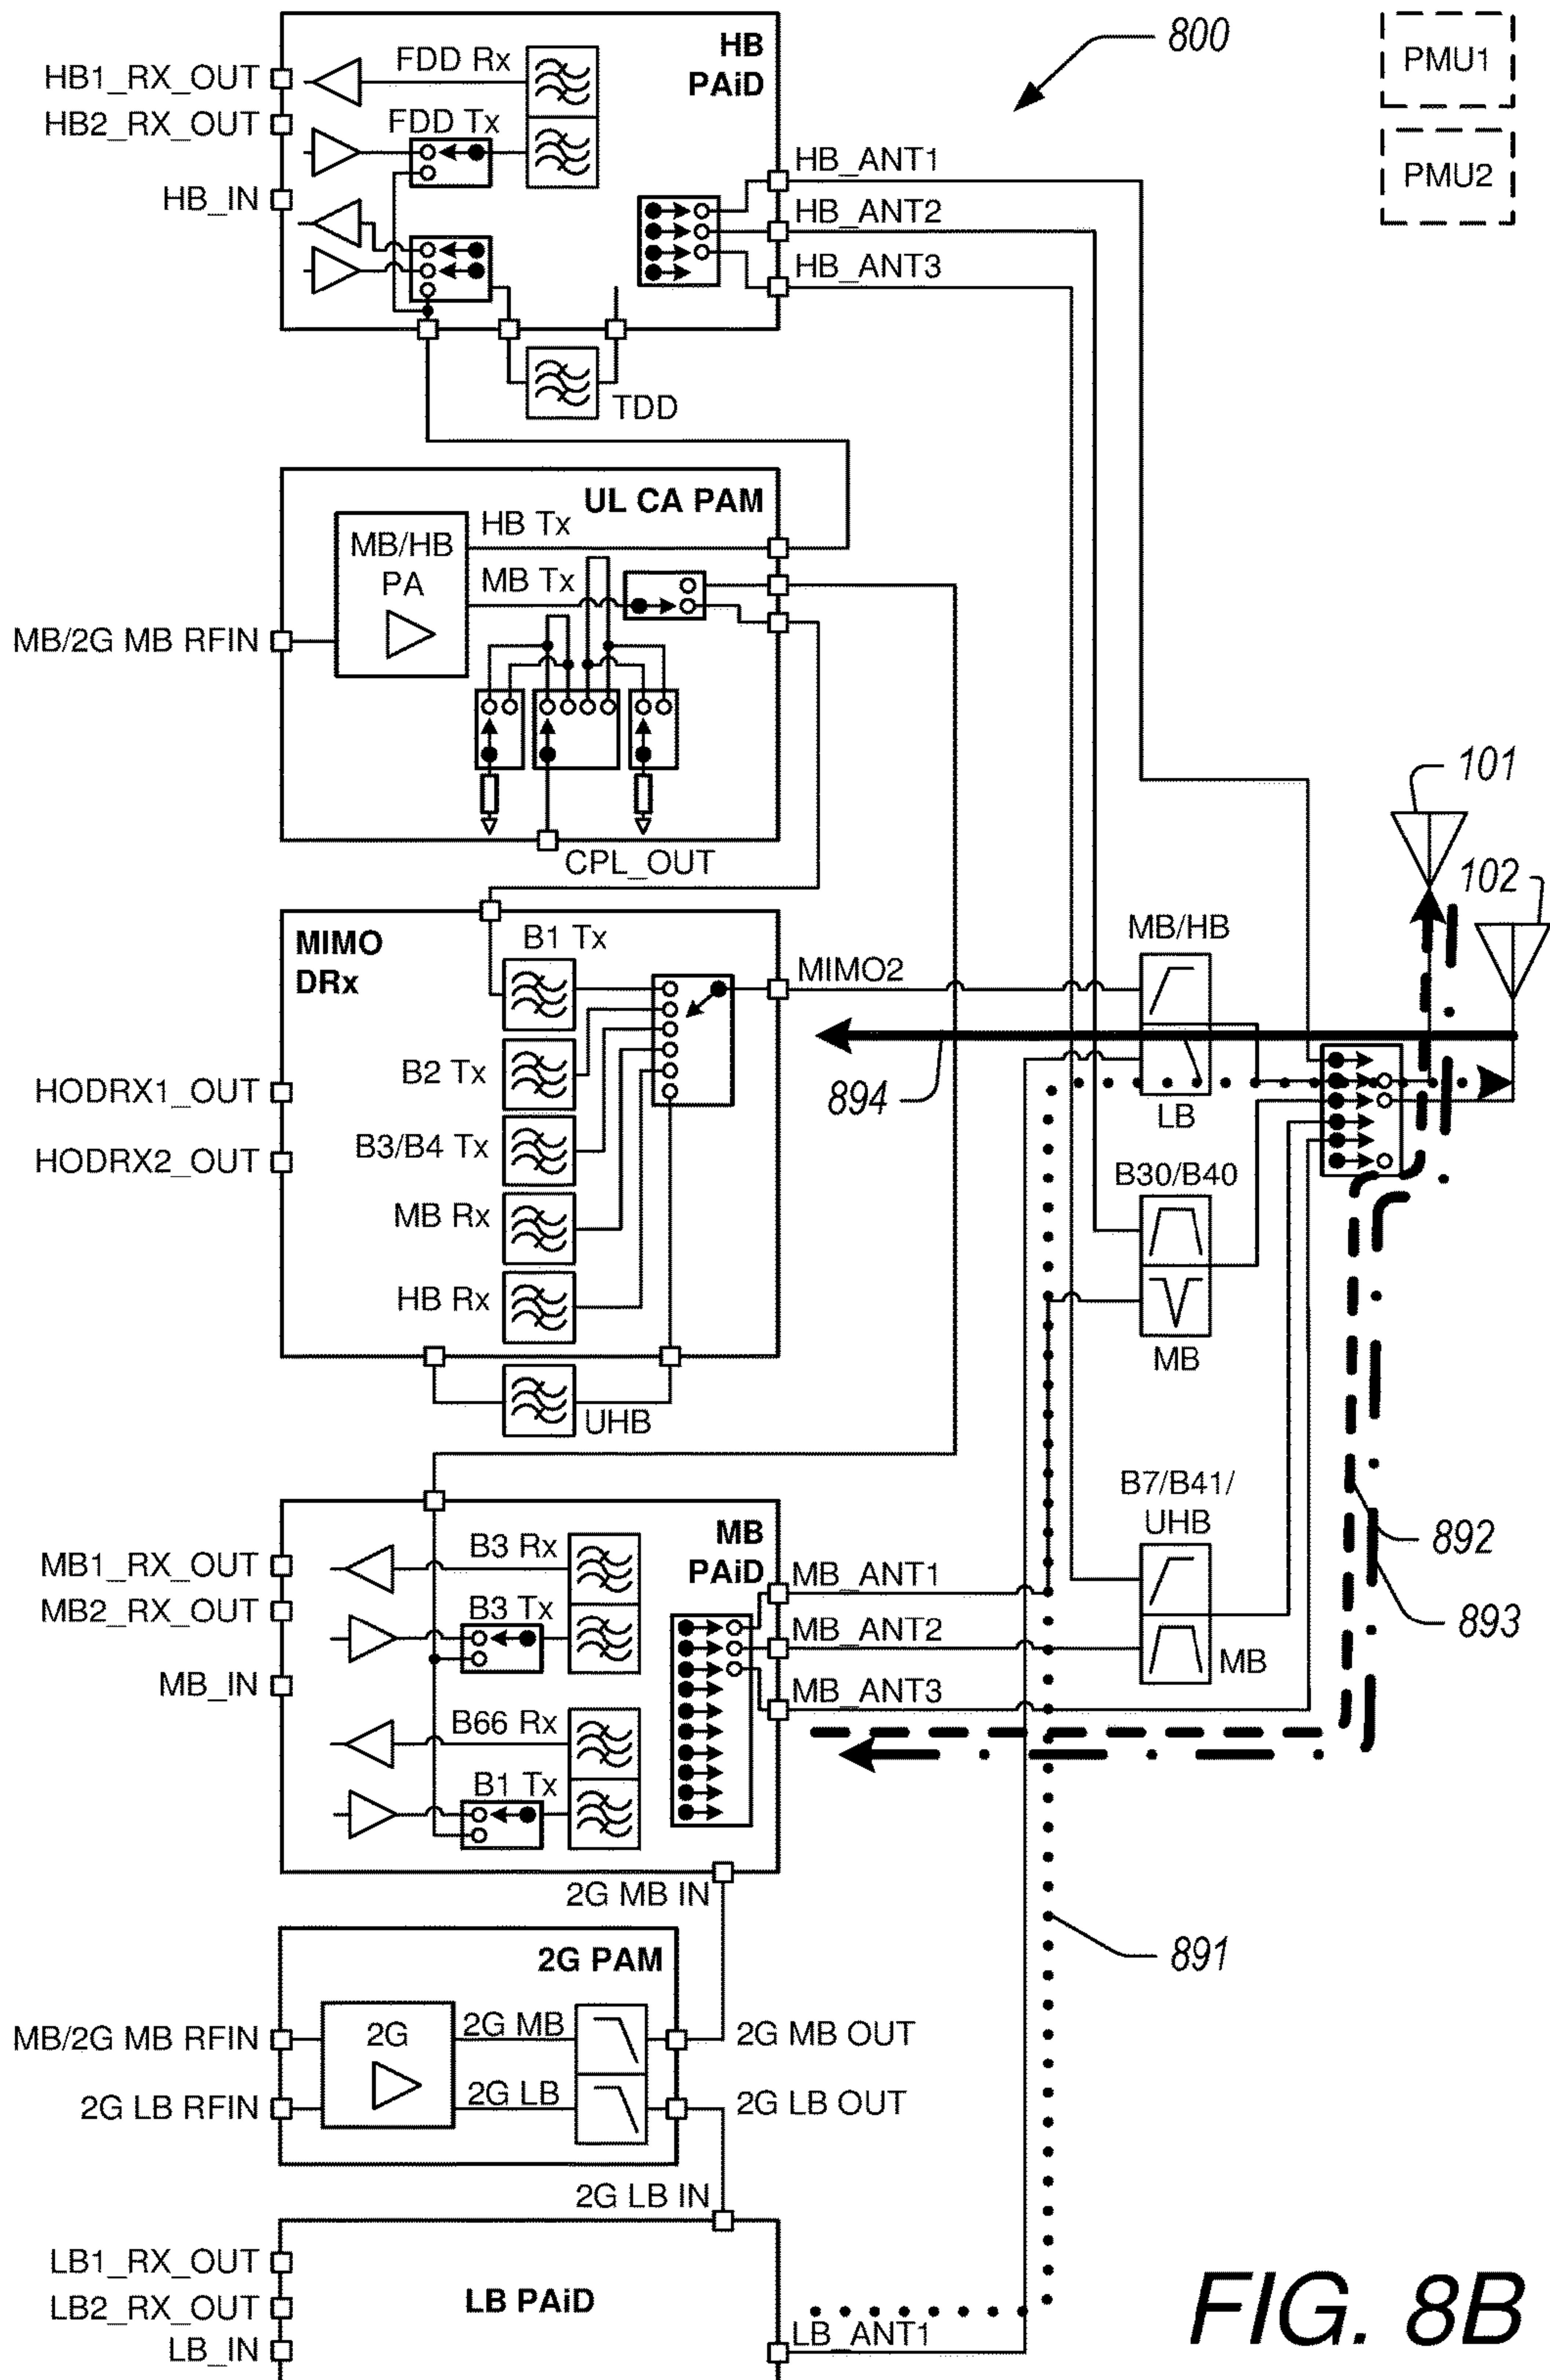 800
PMU1
PMU2
HB
PAiD
HB1_RX_OUT
FDD Rx
HB2_RX_OUT
FDD Tx
HB_IN
HB_ANT1
HB_ANT2
HB_ANT3
TDD
UL CA PAM
MB/HB
PA
HB Tx
MB Tx
MB/2G MB RFIN
CPL_OUT
101
102
MIMO
DRx
B1 Tx
MIMO2
MB/HB
B2 Tx
HODRX1_OUT
894
LB
B3/B4 Tx
HODRX2_OUT
B30/B40
MB Rx
HB Rx
MB
UHB
B7/B41/
UHB
892
MB
PAiD
MB1_RX_OUT
B3 Rx
MB_ANT1
MB2_RX_OUT
B3 Tx
MB_ANT2
893
MB
MB_IN
MB_ANT3
B66 Rx
B1 Tx
2G MB IN
891
2G PAM
MB/2G MB RFIN
2G
2G MB
2G MB OUT
2G LB RFIN
2G LB
2G LB OUT
2G LB IN
LB1_RX_OUT
LB2_RX_OUT
LB PAiD
LB_IN
LB_ANT1
FIG. 8B